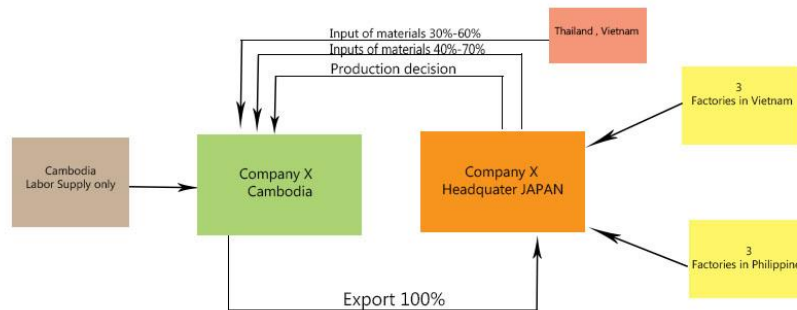 Input of materials 30%-60%
Thailand , Vietnam
Inputs of materials 40%-70%
Production decision
3
Factories in Vietnam
Cambodia
Labor Supply only
Company X
Cambodia
Company X
Headquater JAPAN
3
Factories in Philippine
Export 100%